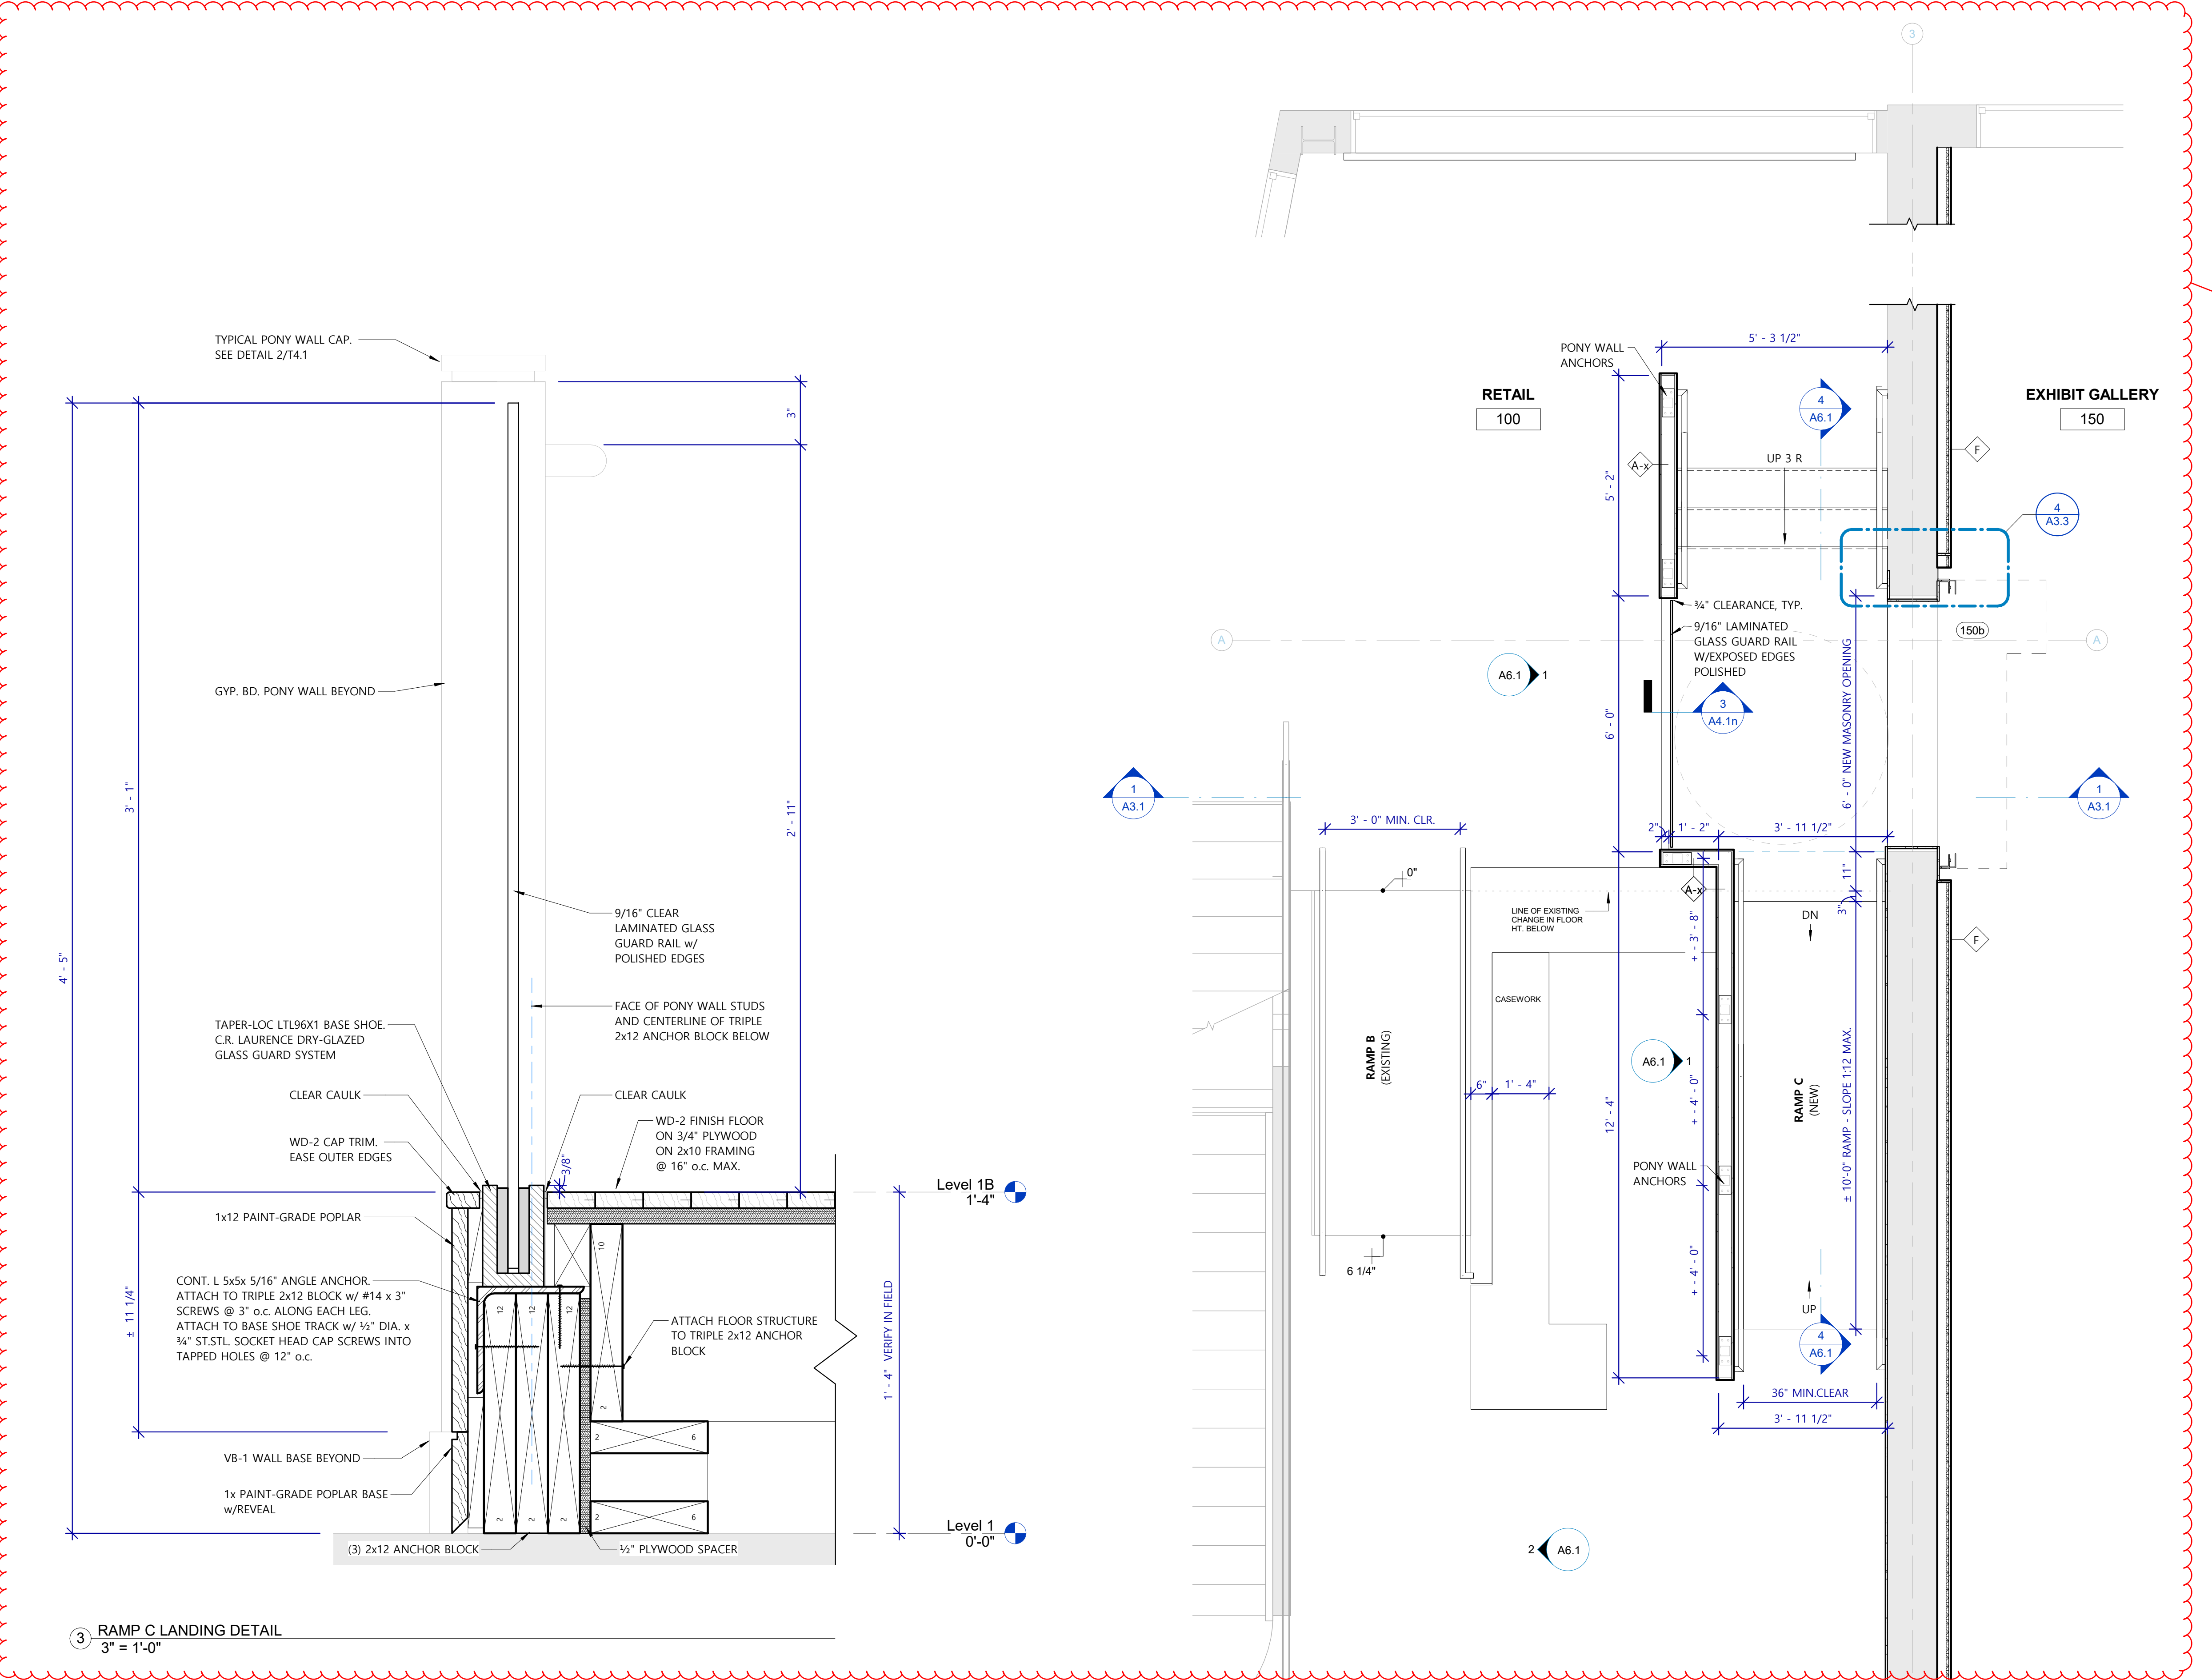 TYPICAL PONY WALL CAP.
SEE DETAIL 2/T4.1
3"
GYP. BD. PONY WALL BEYOND
3' - 1"
2' - 11"
4' - 5"
9/16" CLEAR
LAMINATED GLASS
GUARD RAIL w/
POLISHED EDGES
FACE OF PONY WALL STUDS
AND CENTERLINE OF TRIPLE
2x12 ANCHOR BLOCK BELOW
TAPER-LOC LTL96X1 BASE SHOE.
C.R. LAURENCE DRY-GLAZED
GLASS GUARD SYSTEM
CLEAR CAULK
CLEAR CAULK
WD-2 CAP TRIM.
EASE OUTER EDGES
WD-2 FINISH FLOOR
ON 3/4" PLYWOOD
ON 2x10 FRAMING
@ 16" o.c. MAX.
3/8"
Level 1B
1'-4"
1x12 PAINT-GRADE POPLAR
10
2
CONT. L 5x5x 5/16" ANGLE ANCHOR.
ATTACH TO TRIPLE 2x12 BLOCK w/ #14 x 3"
SCREWS @ 3" o.c. ALONG EACH LEG.
ATTACH TO BASE SHOE TRACK w/ ½" DIA. x
¾" ST.STL. SOCKET HEAD CAP SCREWS INTO
TAPPED HOLES @ 12" o.c.
± 11 1/4"
12
12
12
ATTACH FLOOR STRUCTURE
TO TRIPLE 2x12 ANCHOR
BLOCK
1' - 4" VERIFY IN FIELD
2 6
VB-1 WALL BASE BEYOND
1x PAINT-GRADE POPLAR BASE
w/REVEAL
2
2
2
2 6
(3) 2x12 ANCHOR BLOCK
½" PLYWOOD SPACER
Level 1
0'-0"
3
RAMP C LANDING DETAIL
3" = 1'-0"
3
5' - 3 1/2"
PONY WALL
ANCHORS
RETAIL
100
4
A6.1
EXHIBIT GALLERY
150
A-x
UP 3 R
F
5' - 2"
4
A3.3
¾" CLEARANCE, TYP.
9/16" LAMINATED
GLASS GUARD RAIL
W/EXPOSED EDGES
POLISHED
150b
A
A
A6.1
1
3
A4.1n
6' - 0"
6' - 0" NEW MASONRY OPENING
1
A3.1
1
A3.1
3' - 0" MIN. CLR.
2"
1' - 2"
3' - 11 1/2"
0"
A-x
11"
3"
LINE OF EXISTING
CHANGE IN FLOOR
HT. BELOW
DN
F
+ - 3' - 8"
CASEWORK
RAMP B
(EXISTING)
A6.1
1
6"
1' - 4"
+ - 4' - 0"
12' - 4"
RAMP C
(NEW)
± 10'-0" RAMP - SLOPE 1:12 MAX.
PONY WALL
ANCHORS
+ - 4' - 0"
6 1/4"
UP
4
A6.1
36" MIN.CLEAR
3' - 11 1/2"
2
A6.1